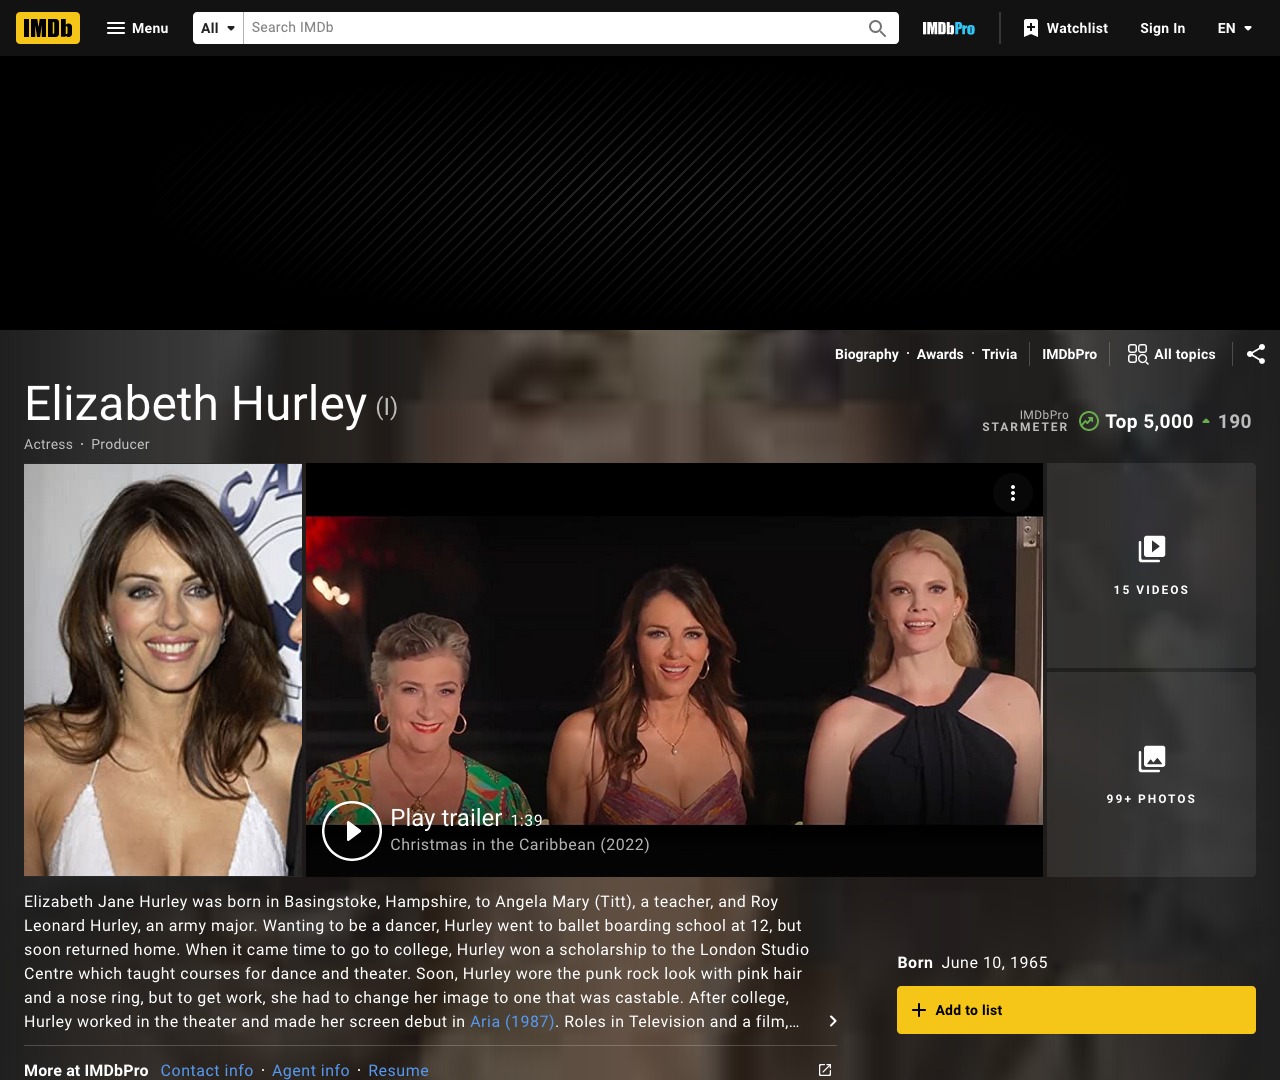 IMDb
Menu
All
Search IMDb
IMDbPro
Watchlist
Sign In
EN
Biography · Awards · Trivia
IMDbPro
All topics
Elizabeth Hurley (I)
Actress · Producer
IMDbPro
STARMETER
Top 5,000
190
CA
15 VIDEOS
99+ PHOTOS
Play trailer 1:39
Christmas in the Caribbean (2022)
Elizabeth Jane Hurley was born in Basingstoke, Hampshire, to Angela Mary (Titt), a teacher, and Roy
Leonard Hurley, an army major. Wanting to be a dancer, Hurley went to ballet boarding school at 12, but
soon returned home. When it came time to go to college, Hurley won a scholarship to the London Studio
Centre which taught courses for dance and theater. Soon, Hurley wore the punk rock look with pink hair
and a nose ring, but to get work, she had to change her image to one that was castable. After college,
Hurley worked in the theater and made her screen debut in Aria (1987). Roles in Television and a film,...
Born June 10, 1965
Add to list
More at IMDbPro
Contact info · Agent info · Resume